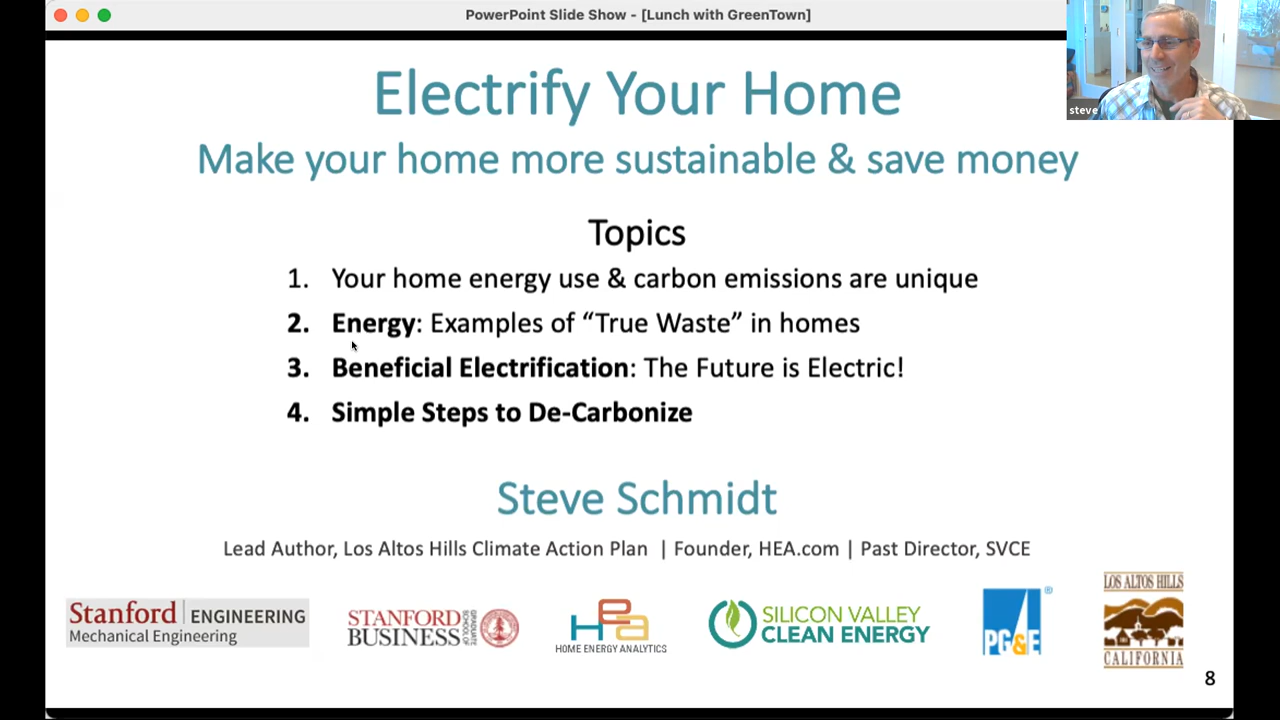 PowerPoint Slide Show - [Lunch with GreenTown]
steve
Electrify Your Home
Make your home more sustainable & save money
Topics
1. Your home energy use & carbon emissions are unique
2. Energy: Examples of “True Waste” in homes
3. Beneficial Electrification: The Future is Electric!
4. Simple Steps to De-Carbonize
Steve Schmidt
Lead Author, Los Altos Hills Climate Action Plan | Founder, HEA.com | Past Director, SVCE
Stanford | ENGINEERING
Mechanical Engineering
STANFORD
BUSINESS
GRADUATE
SCHOOL OF
Hea
HOME ENERGY ANALYTICS
SILICON VALLEY
CLEAN ENERGY
PG&E
®
LOS ALTOS HILLS
CALIFORNIA
8